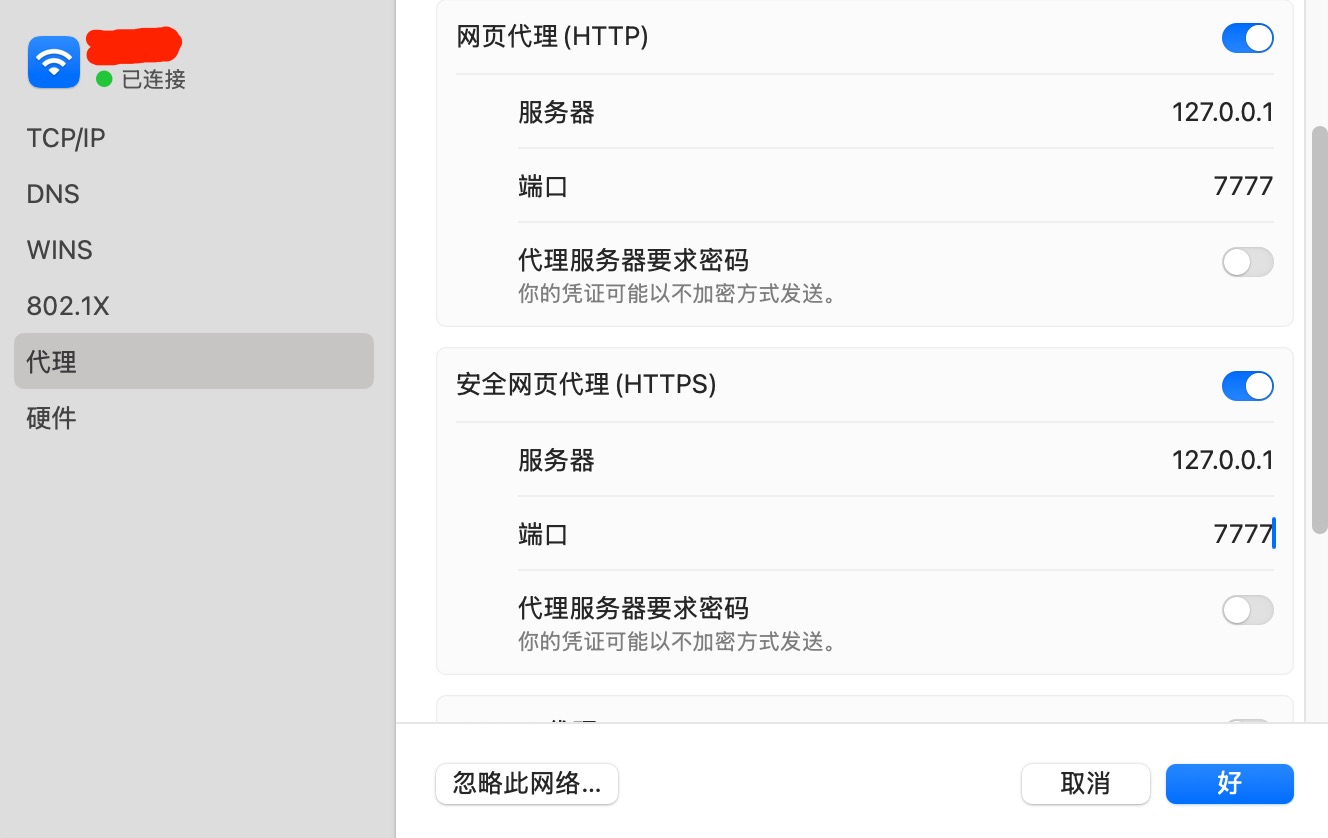 已连接
TCP/IP
DNS
WINS
802.1X
代理
硬件
网页代理 (HTTP)
服务器 127.0.0.1
端口 7777
代理服务器要求密码
你的凭证可能以不加密方式发送。
安全网页代理 (HTTPS)
服务器 127.0.0.1
端口 7777
代理服务器要求密码
你的凭证可能以不加密方式发送。
忽略此网络... 取消 好